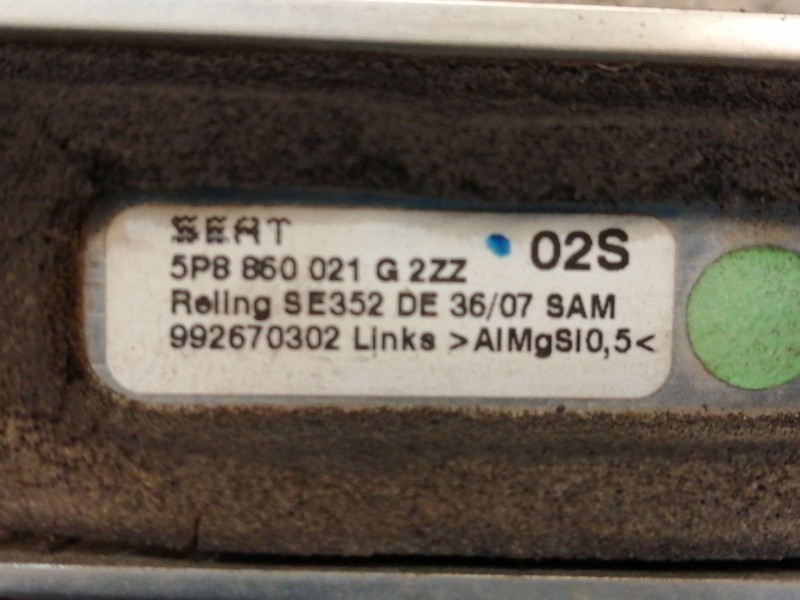 SEAT
02S
5P8 860 021 G 2ZZ
Reling SE352 DE 36/07 SAM
992670302 Links >AlMgSi0,5<